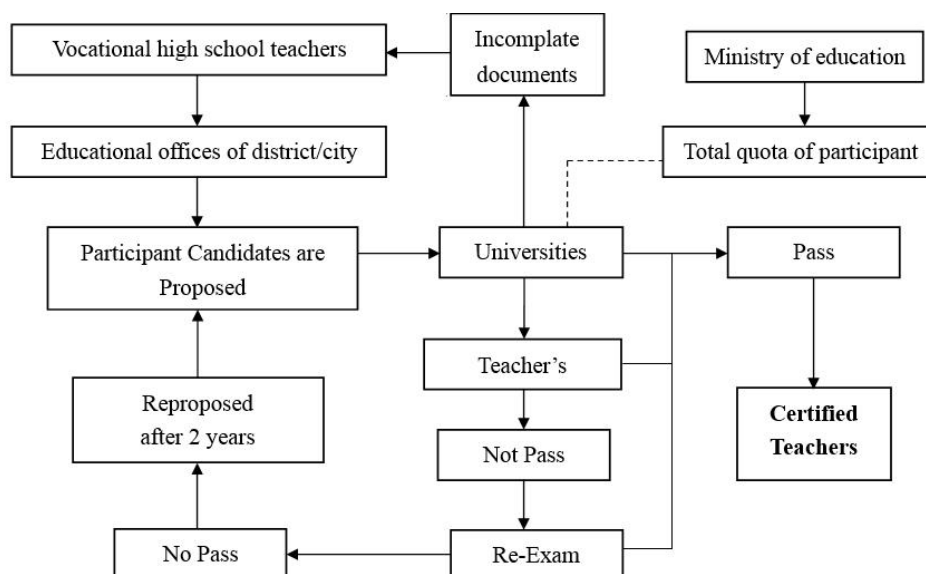 Vocational high school teachers
Incomplate
documents
Ministry of education
Educational offices of district/city
Total quota of participant
Participant Candidates are
Proposed
Universities
Pass
Teacher’s
Reproposed
after 2 years
Certified
Teachers
Not Pass
No Pass
Re-Exam